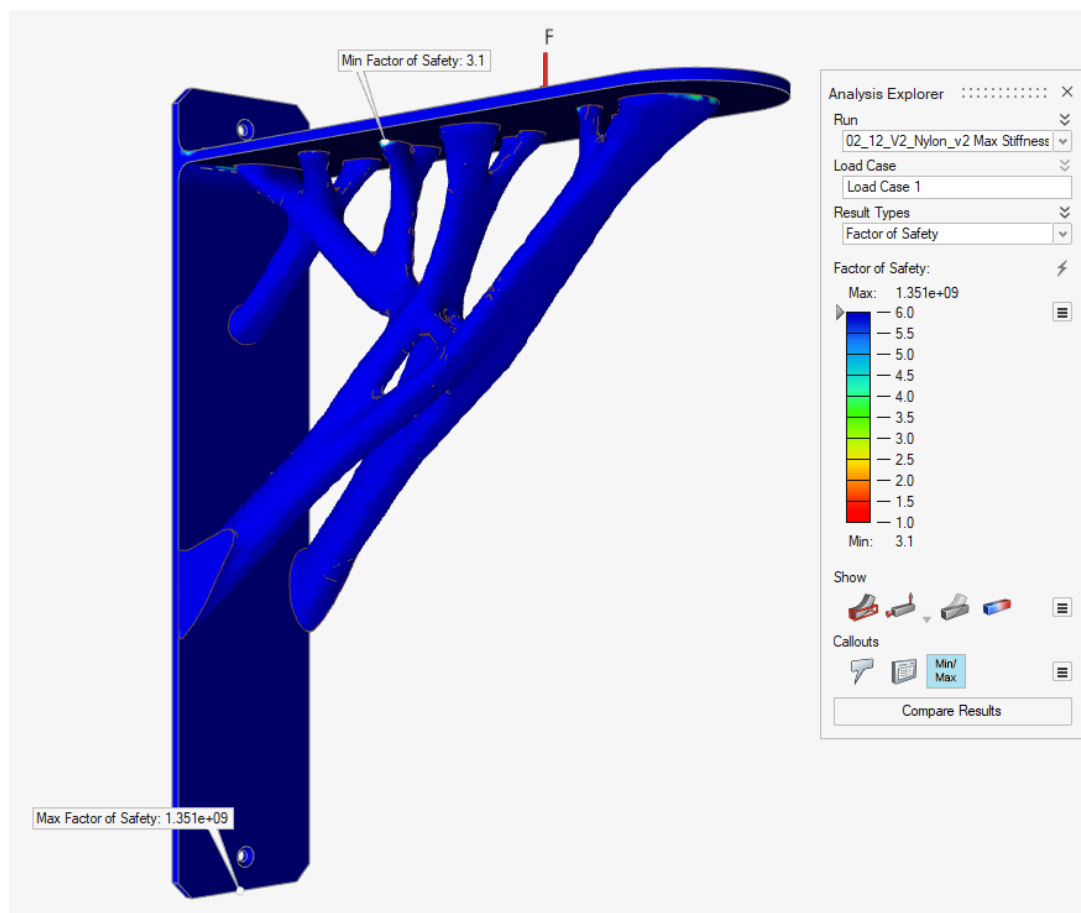 F
Min Factor of Safety: 3.1
Max Factor of Safety: 1.351e+09
Analysis Explorer
Run
02_12_V2_Nylon_v2 Max Stiffness
Load Case
Load Case 1
Result Types
Factor of Safety
Factor of Safety:
Max: 1.351e+09
6.0
5.5
5.0
4.5
4.0
3.5
3.0
2.5
2.0
1.5
1.0
Min: 3.1
Show
Callouts
Min/
Max
Compare Results